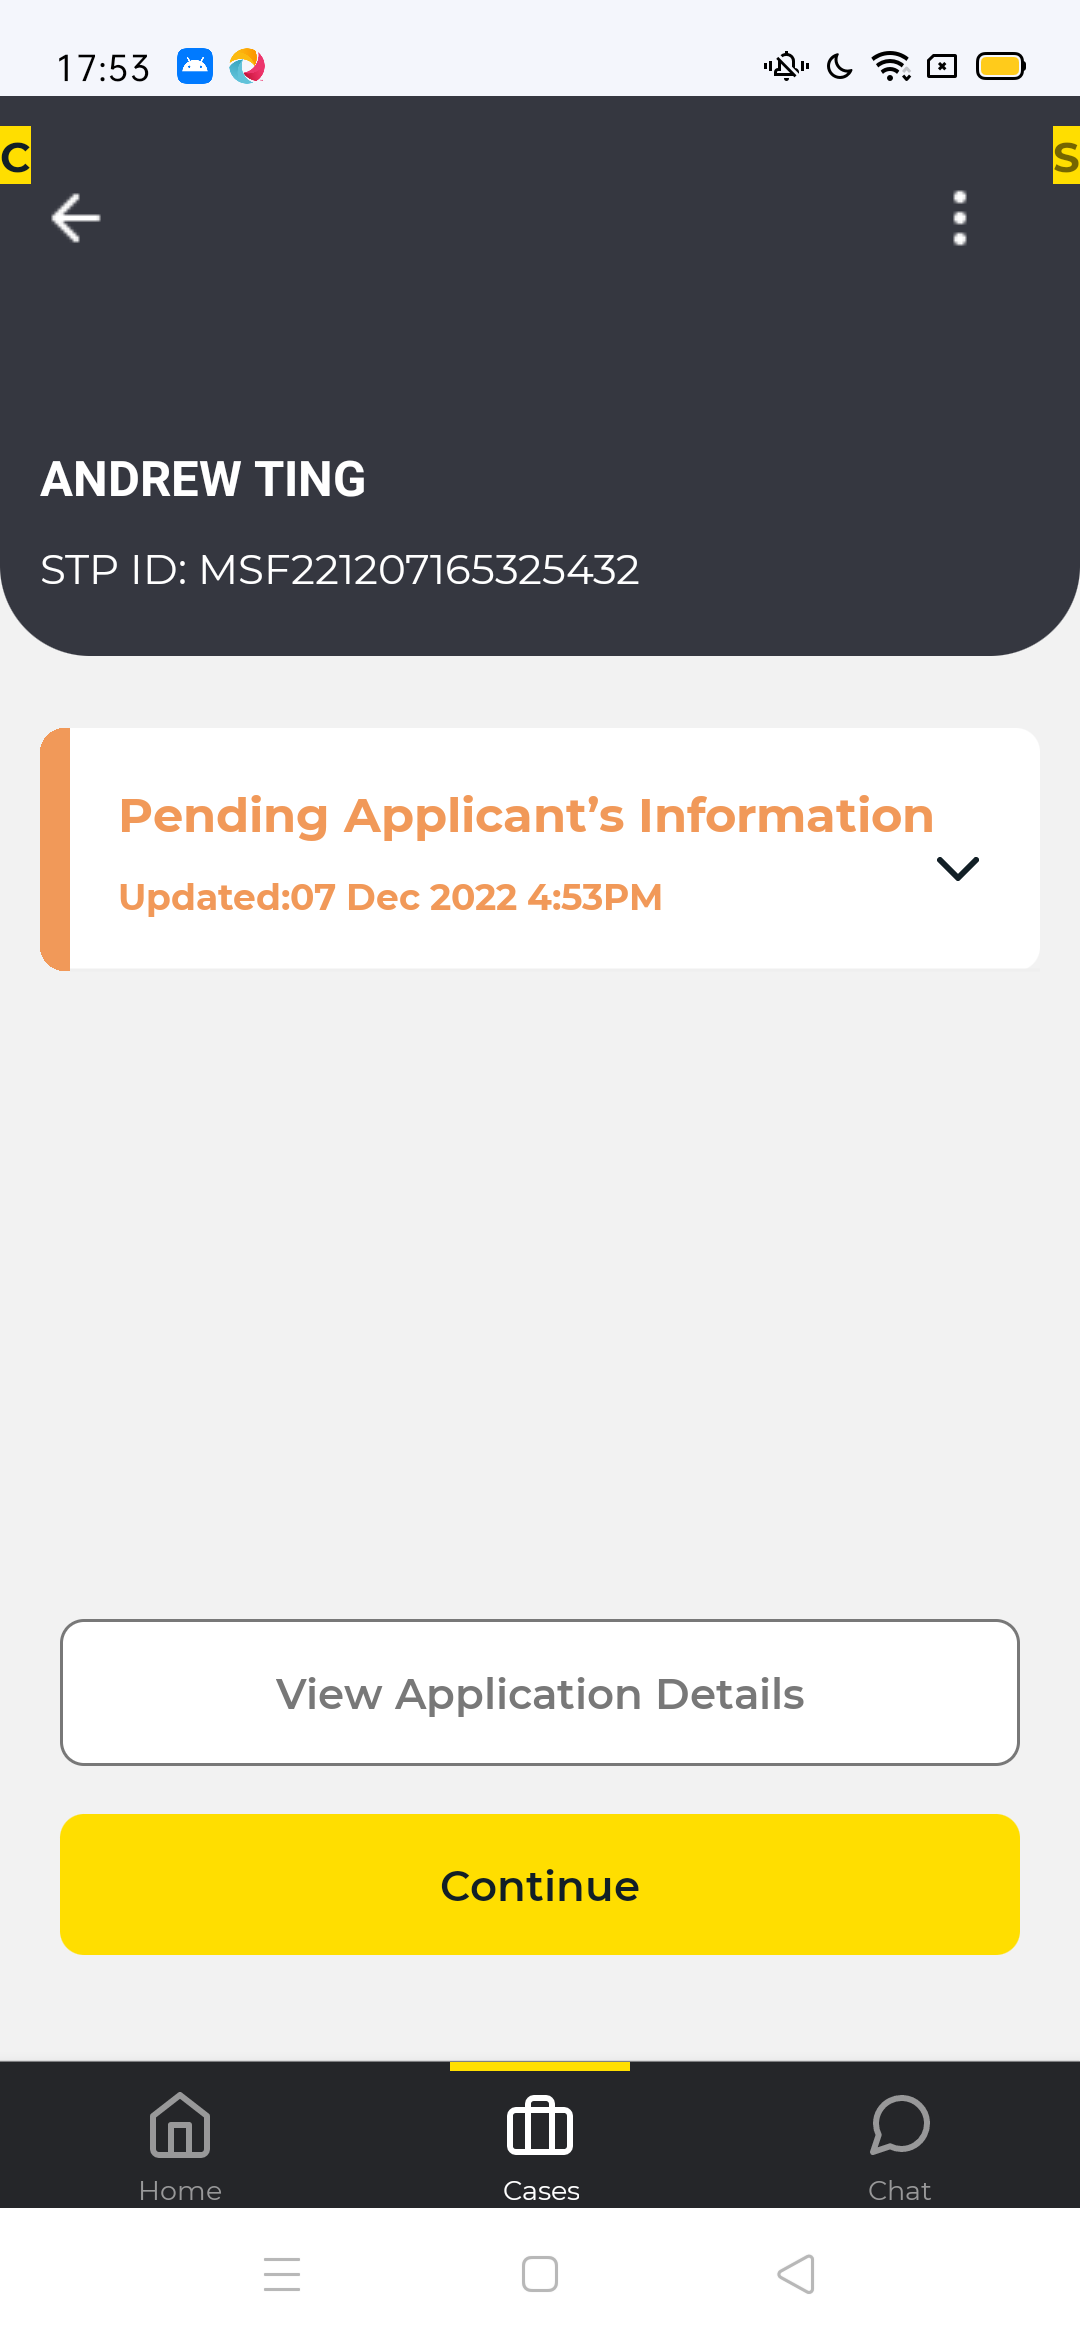 17:53
C
S
ANDREW TING
STP ID: MSF221207165325432
Pending Applicant’s Information
Updated:07 Dec 2022 4:53PM
View Application Details
Continue
Home
Cases
Chat